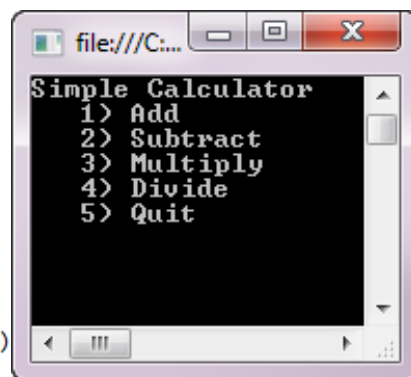 file:///C:...
Simple Calculator
1) Add
2) Subtract
3) Multiply
4) Divide
5) Quit
)